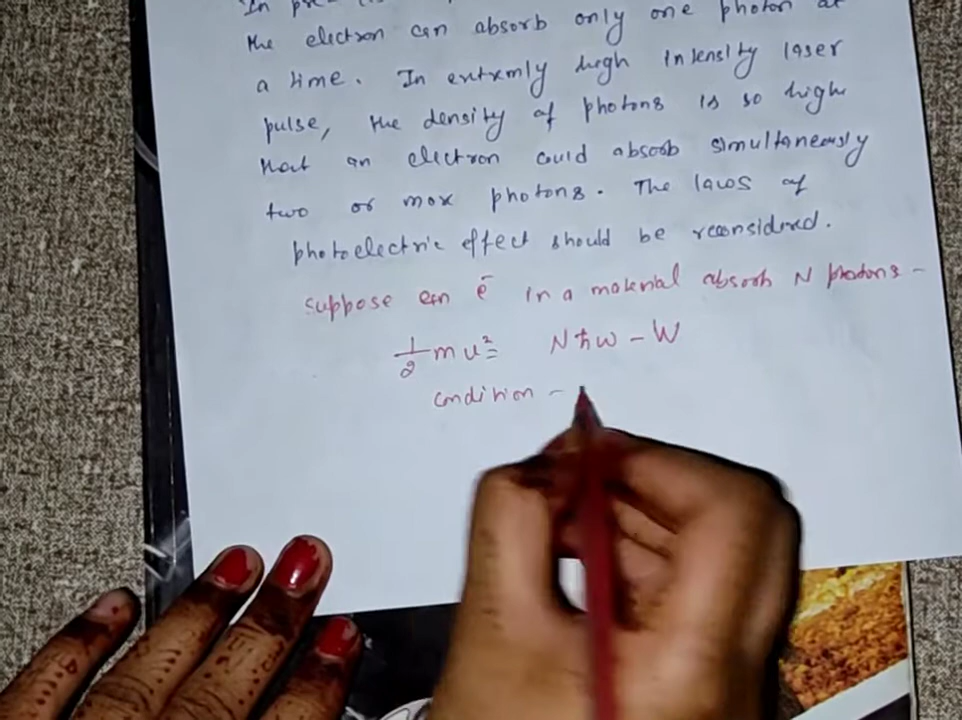 In
the electron can absorb only one photon at
a time. In extremly high intensity laser
pulse, the density of photons is so high
that an electron could absorb simultaneously
two or more photons. The laws of
photoelectric effect should be reconsidered.
suppose an e⁻ in a material absorb N photons -
1/2 mu² = Nħω - W
condition -